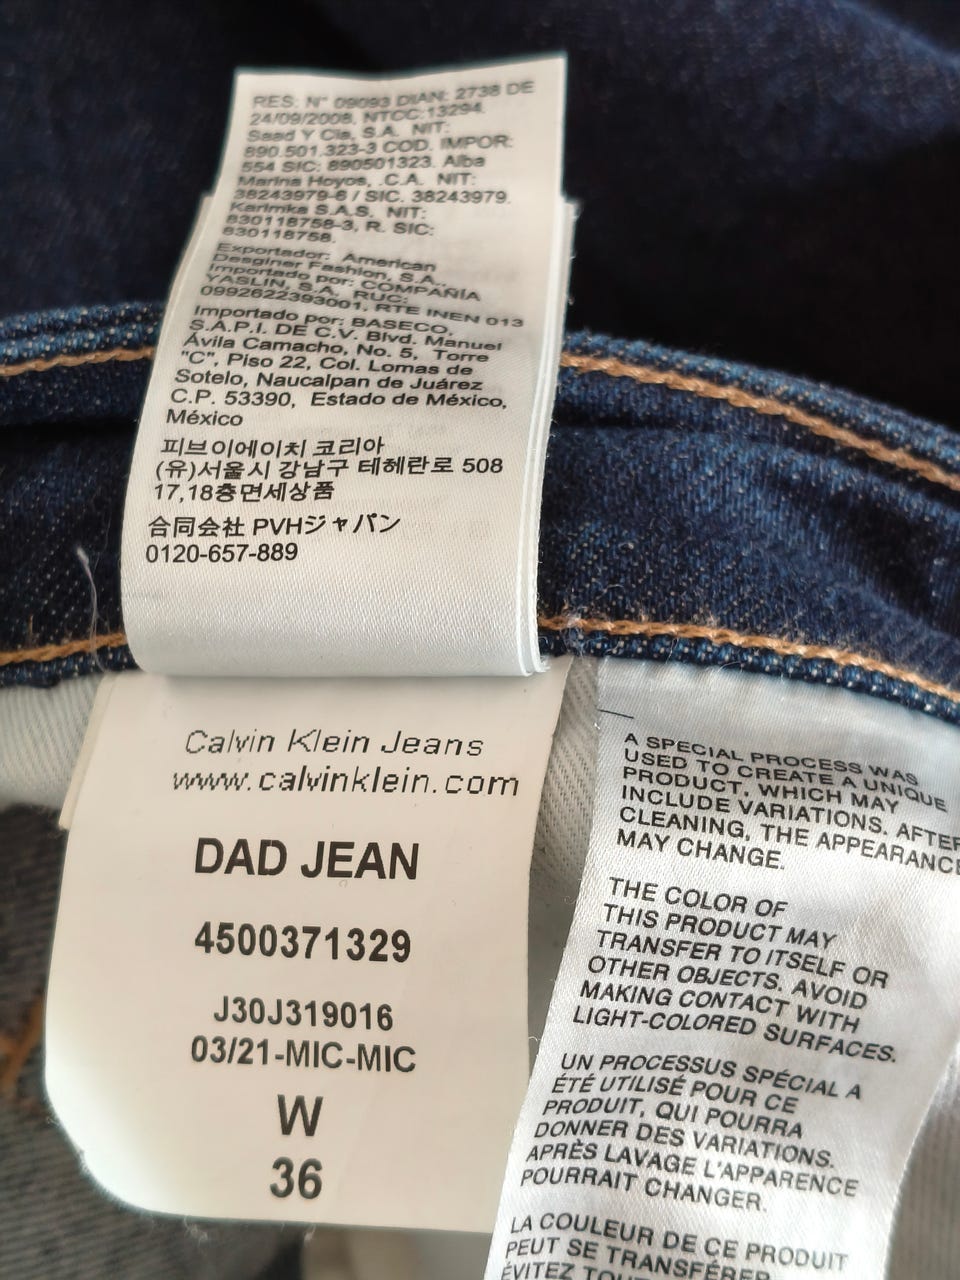 RES: N° 09093 DIAN: 2738 DE
24/09/2008, NTCC:13294.
Saad Y Cia, S.A. NIT:
890.501.323-3 COD. IMPOR:
554 SIC: 890501323. Alba
Marina Hoyos, .C.A. NIT:
38243979-6 / SIC. 38243979.
Karimka S.A.S. NIT:
830118758-3, R. SIC:
830118758.
Exportador: American
Desginer Fashion, S.A.,
Importado por: COMPAÑIA
YASLIN, S.A. RUC:
0992622393001, RTE INEN 013
Importado por: BASECO,
S.A.P.I. DE C.V. Blvd. Manuel
Ávila Camacho, No. 5, Torre
"C", Piso 22, Col. Lomas de
Sotelo, Naucalpan de Juárez
C.P. 53390, Estado de México,
México
피브이에이치 코리아
(유)서울시 강남구 테헤란로 508
17,18층면세상품
合同会社 PVHジャパン
0120-657-889
Calvin Klein Jeans
www.calvinklein.com
DAD JEAN
4500371329
J30J319016
03/21-MIC-MIC
W
36
A SPECIAL PROCESS WAS
USED TO CREATE A UNIQUE
PRODUCT, WHICH MAY
INCLUDE VARIATIONS. AFTER
CLEANING, THE APPEARANCE
MAY CHANGE.
THE COLOR OF
THIS PRODUCT MAY
TRANSFER TO ITSELF OR
OTHER OBJECTS. AVOID
MAKING CONTACT WITH
LIGHT-COLORED SURFACES.
UN PROCESSUS SPÉCIAL A
ÉTÉ UTILISÉ POUR CE
PRODUIT, QUI POURRA
DONNER DES VARIATIONS.
APRÈS LAVAGE L'APPARENCE
POURRAIT CHANGER.
LA COULEUR DE CE PRODUIT
PEUT SE TRANSFÉRER
ÉVITEZ